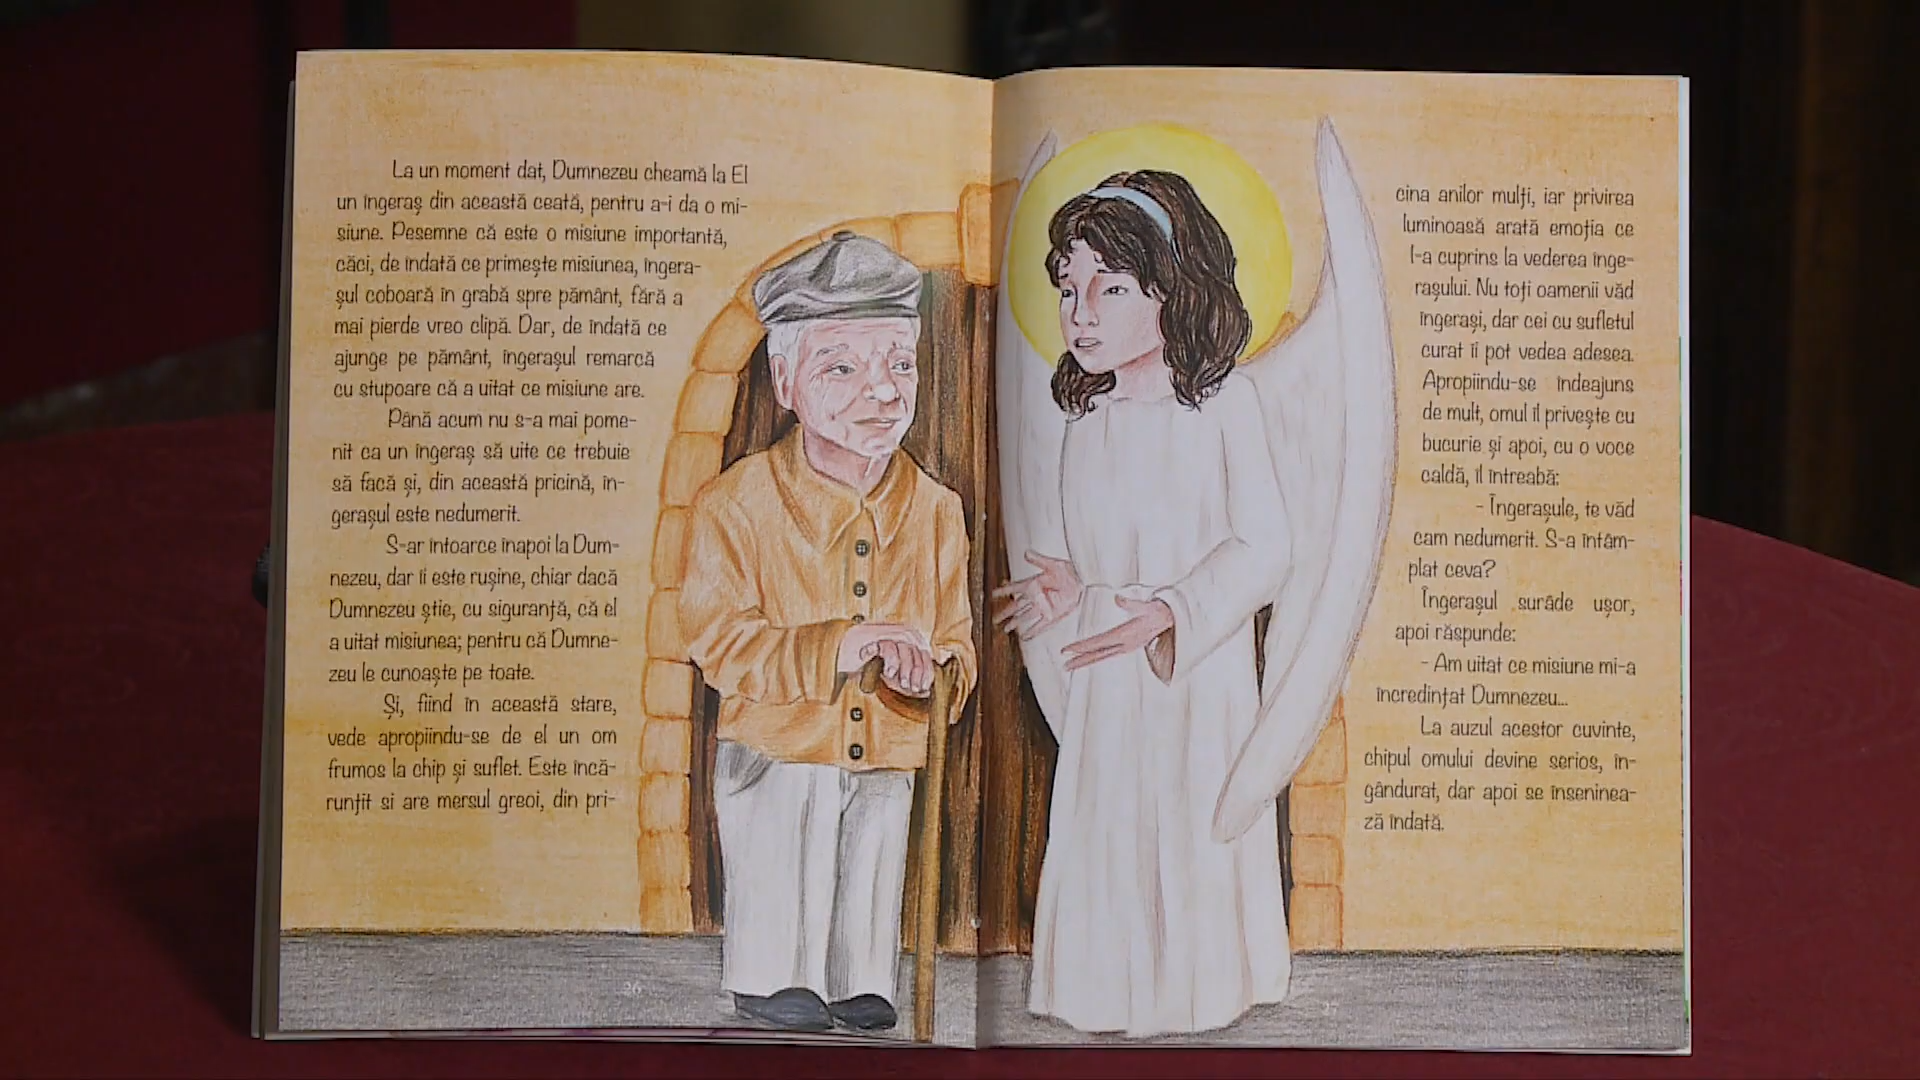 La un moment dat, Dumnezeu cheamă la El
un îngeraș din această ceată, pentru a-i da o mi-
siune. Pesemne că este o misiune importantă,
căci, de îndată ce primește misiunea, îngera-
șul coboară în grabă spre pământ, fără a
mai pierde vreo clipă. Dar, de îndată ce
ajunge pe pământ, îngerașul remarcă
cu stupoare că a uitat ce misiune are.
Până acum nu s-a mai pome-
nit ca un îngeraș să uite ce trebuie
să facă și, din această pricină, în-
gerașul este nedumerit.
S-ar întoarce înapoi la Dum-
nezeu, dar îi este rușine, chiar dacă
Dumnezeu știe, cu siguranță, că el
a uitat misiunea; pentru că Dumne-
zeu le cunoaște pe toate.
Și, fiind în această stare,
vede apropiindu-se de el un om
frumos la chip și suflet. Este încă-
runțit si are mersul greoi, din pri-
26
cina anilor mulți, iar privirea
luminoasă arată emoția ce
l-a cuprins la vederea înge-
rașului. Nu toți oamenii văd
îngerași, dar cei cu sufletul
curat îi pot vedea adesea.
Apropiindu-se îndeajuns
de mult, omul îl privește cu
bucurie și apoi, cu o voce
caldă, îl întreabă:
- Îngerașule, te văd
cam nedumerit. S-a întâm-
plat ceva?
Îngerașul surâde ușor,
apoi răspunde:
- Am uitat ce misiune mi-a
încredințat Dumnezeu...
La auzul acestor cuvinte,
chipul omului devine serios, în-
gândurat, dar apoi se înseninea-
ză îndată.